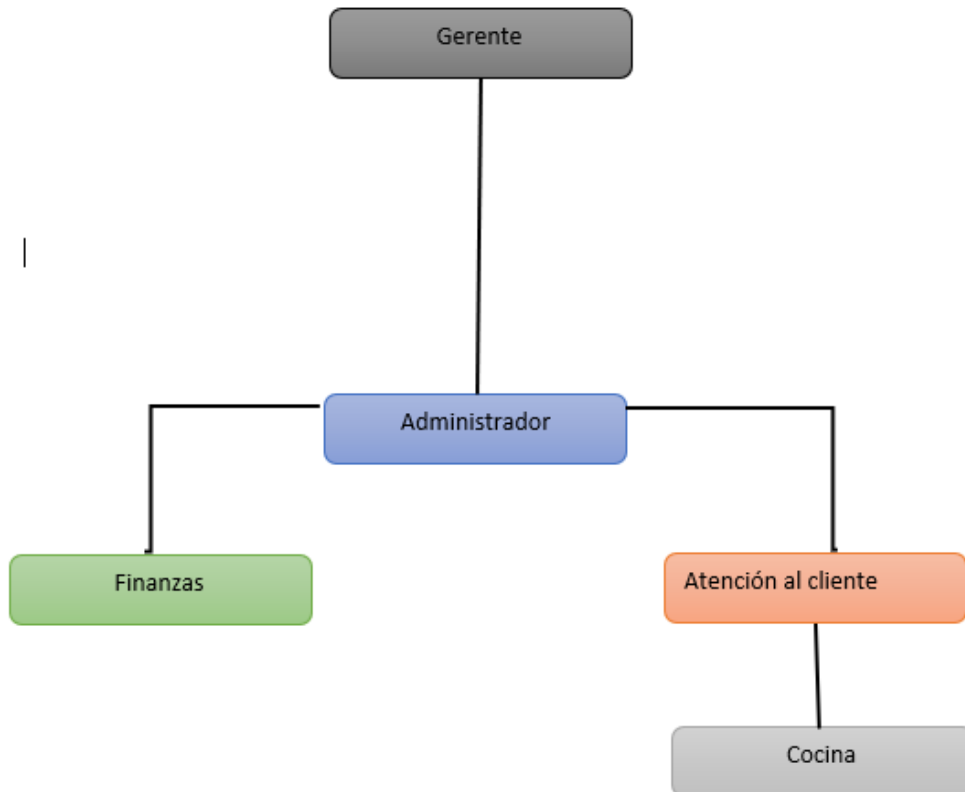 Gerente
Administrador
Finanzas
Atención al cliente
Cocina